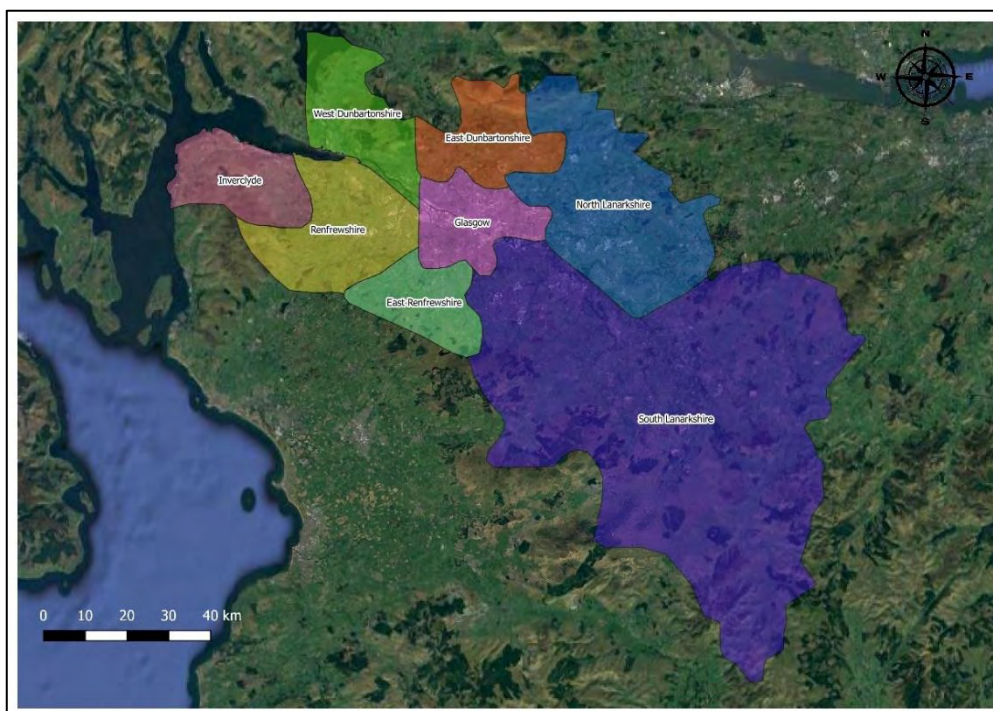 N
W E
S
West Dunbartonshire
East Dunbartonshire
Inverclyde
North Lanarkshire
Glasgow
Renfrewshire
East Renfrewshire
South Lanarkshire
0 10 20 30 40 km